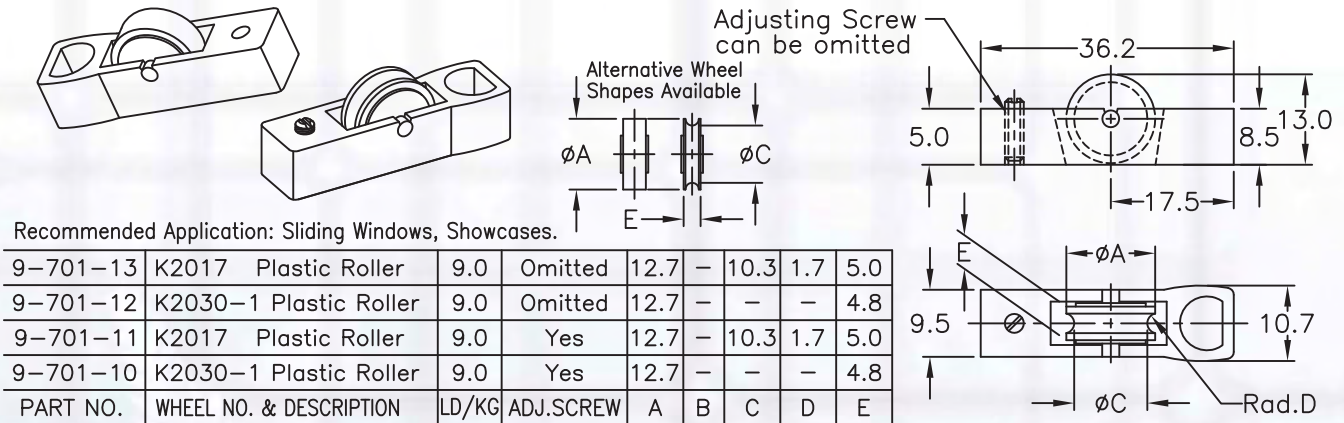 Adjusting Screw
can be omitted
36.2
Alternative Wheel
Shapes Available
øA
øC
E
5.0
8.5
13.0
17.5
Recommended Application: Sliding Windows, Showcases.
9-701-13 K2017 Plastic Roller 9.0 Omitted 12.7 - 10.3 1.7 5.0
9-701-12 K2030-1 Plastic Roller 9.0 Omitted 12.7 - - - 4.8
9-701-11 K2017 Plastic Roller 9.0 Yes 12.7 - 10.3 1.7 5.0
9-701-10 K2030-1 Plastic Roller 9.0 Yes 12.7 - - - 4.8
PART NO. WHEEL NO. & DESCRIPTION LD/KG ADJ.SCREW A B C D E
E
øA
9.5
10.7
øC
Rad.D